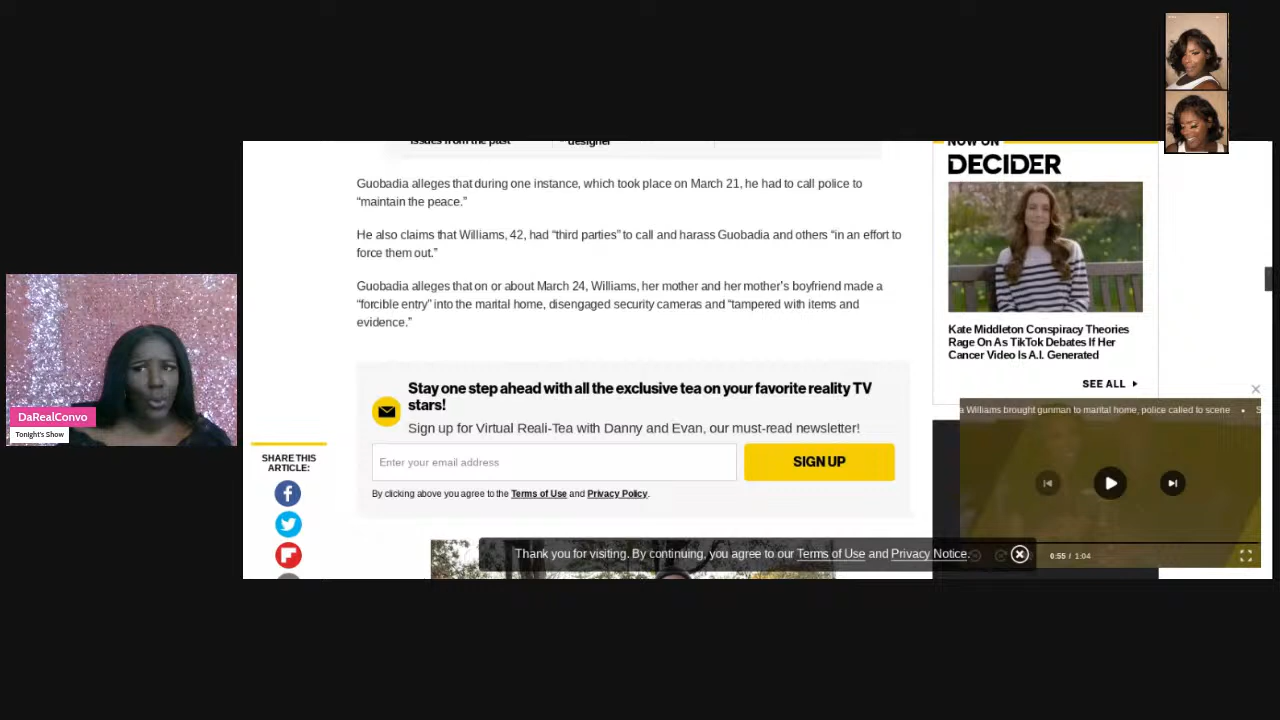 issues from the past
designer
Guobadia alleges that during one instance, which took place on March 21, he had to call police to
“maintain the peace.”
He also claims that Williams, 42, had “third parties” to call and harass Guobadia and others “in an effort to
force them out.”
Guobadia alleges that on or about March 24, Williams, her mother and her mother’s boyfriend made a
“forcible entry” into the marital home, disengaged security cameras and “tampered with items and
evidence.”
Stay one step ahead with all the exclusive tea on your favorite reality TV
stars!
Sign up for Virtual Reali-Tea with Danny and Evan, our must-read newsletter!
Enter your email address
SIGN UP
By clicking above you agree to the Terms of Use and Privacy Policy.
SHARE THIS
ARTICLE:
DaRealConvo
Tonight's Show
NOW ON
DECIDER
Kate Middleton Conspiracy Theories
Rage On As TikTok Debates If Her
Cancer Video Is A.I. Generated
SEE ALL
a Williams brought gunman to marital home, police called to scene • S
0:55 / 1:04
Thank you for visiting. By continuing, you agree to our Terms of Use and Privacy Notice.